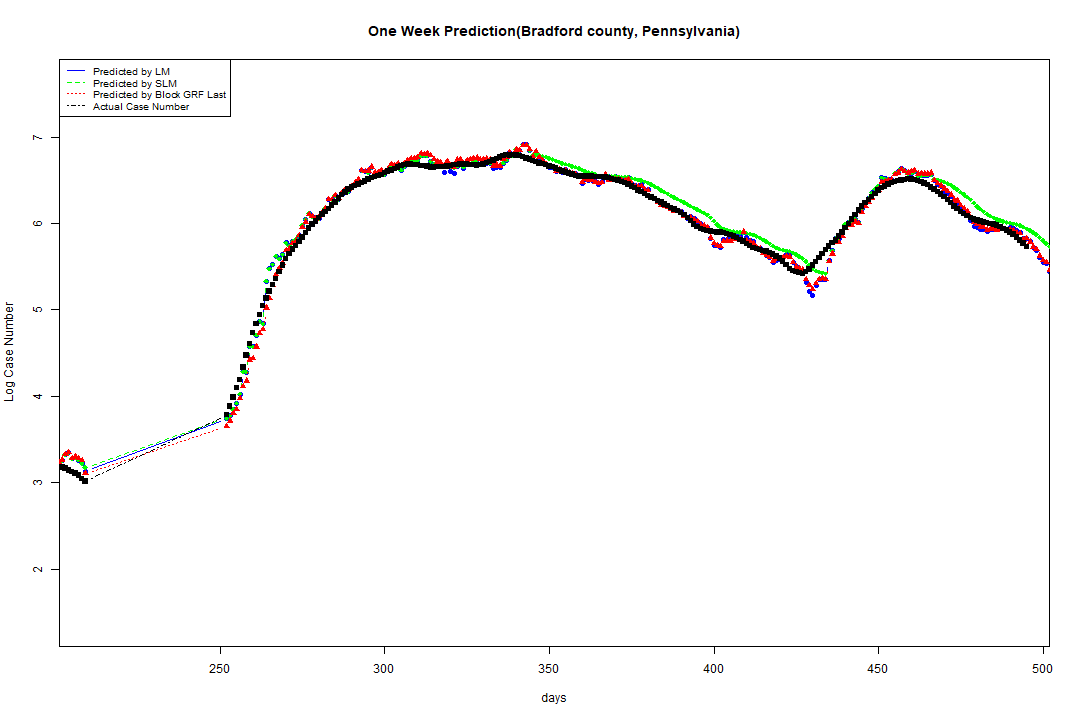 One Week Prediction(Bradford county, Pennsylvania)
Predicted by LM
Predicted by SLM
Predicted by Block GRF Last
Actual Case Number
7
6
5
4
3
2
Log Case Number
250 300 350 400 450 500
days